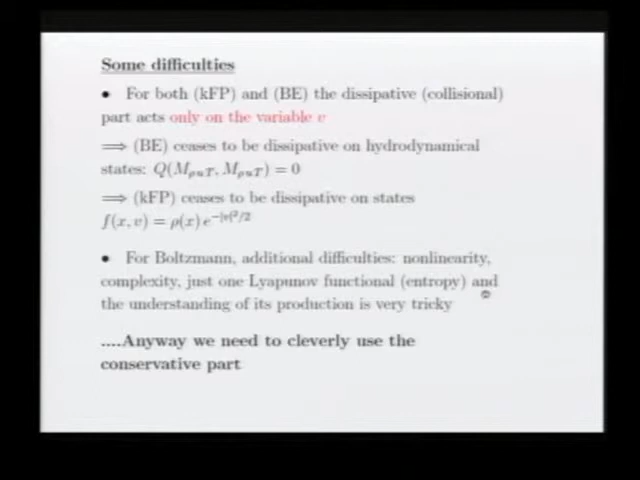 Some difficulties
• For both (kFP) and (BE) the dissipative (collisional)
part acts only on the variable v
⟹ (BE) ceases to be dissipative on hydrodynamical
states: Q(M_{ρuT}, M_{ρuT}) = 0
⟹ (kFP) ceases to be dissipative on states
f(x, v) = ρ(x) e^{-|v|²/2}
• For Boltzmann, additional difficulties: nonlinearity,
complexity, just one Lyapunov functional (entropy) and
the understanding of its production is very tricky
....Anyway we need to cleverly use the
conservative part